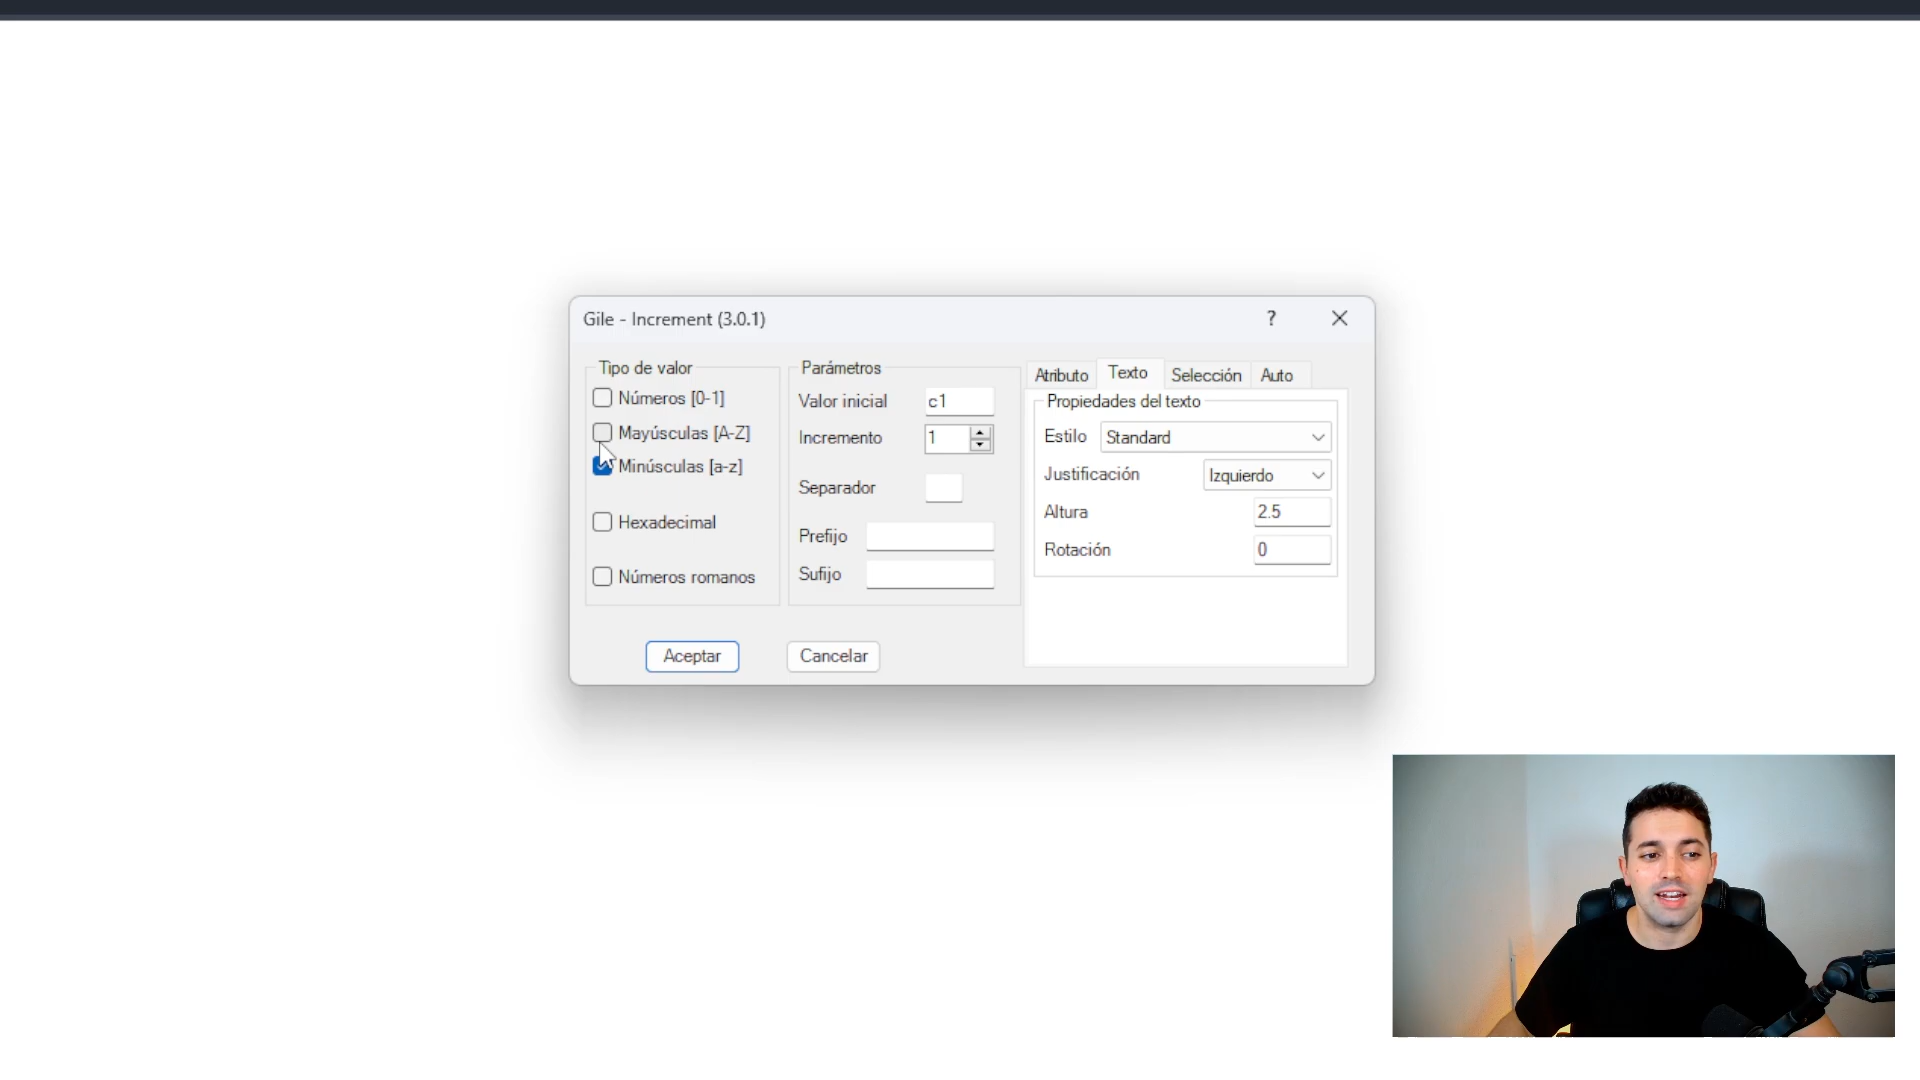 Gile - Increment (3.0.1)
?
Tipo de valor
Números [0-1]
Mayúsculas [A-Z]
Minúsculas [a-z]
Hexadecimal
Números romanos
Parámetros
Valor inicial c1
Incremento 1
Separador
Prefijo
Sufijo
Atributo Texto Selección Auto
Propiedades del texto
Estilo Standard
Justificación Izquierdo
Altura 2.5
Rotación 0
Aceptar Cancelar